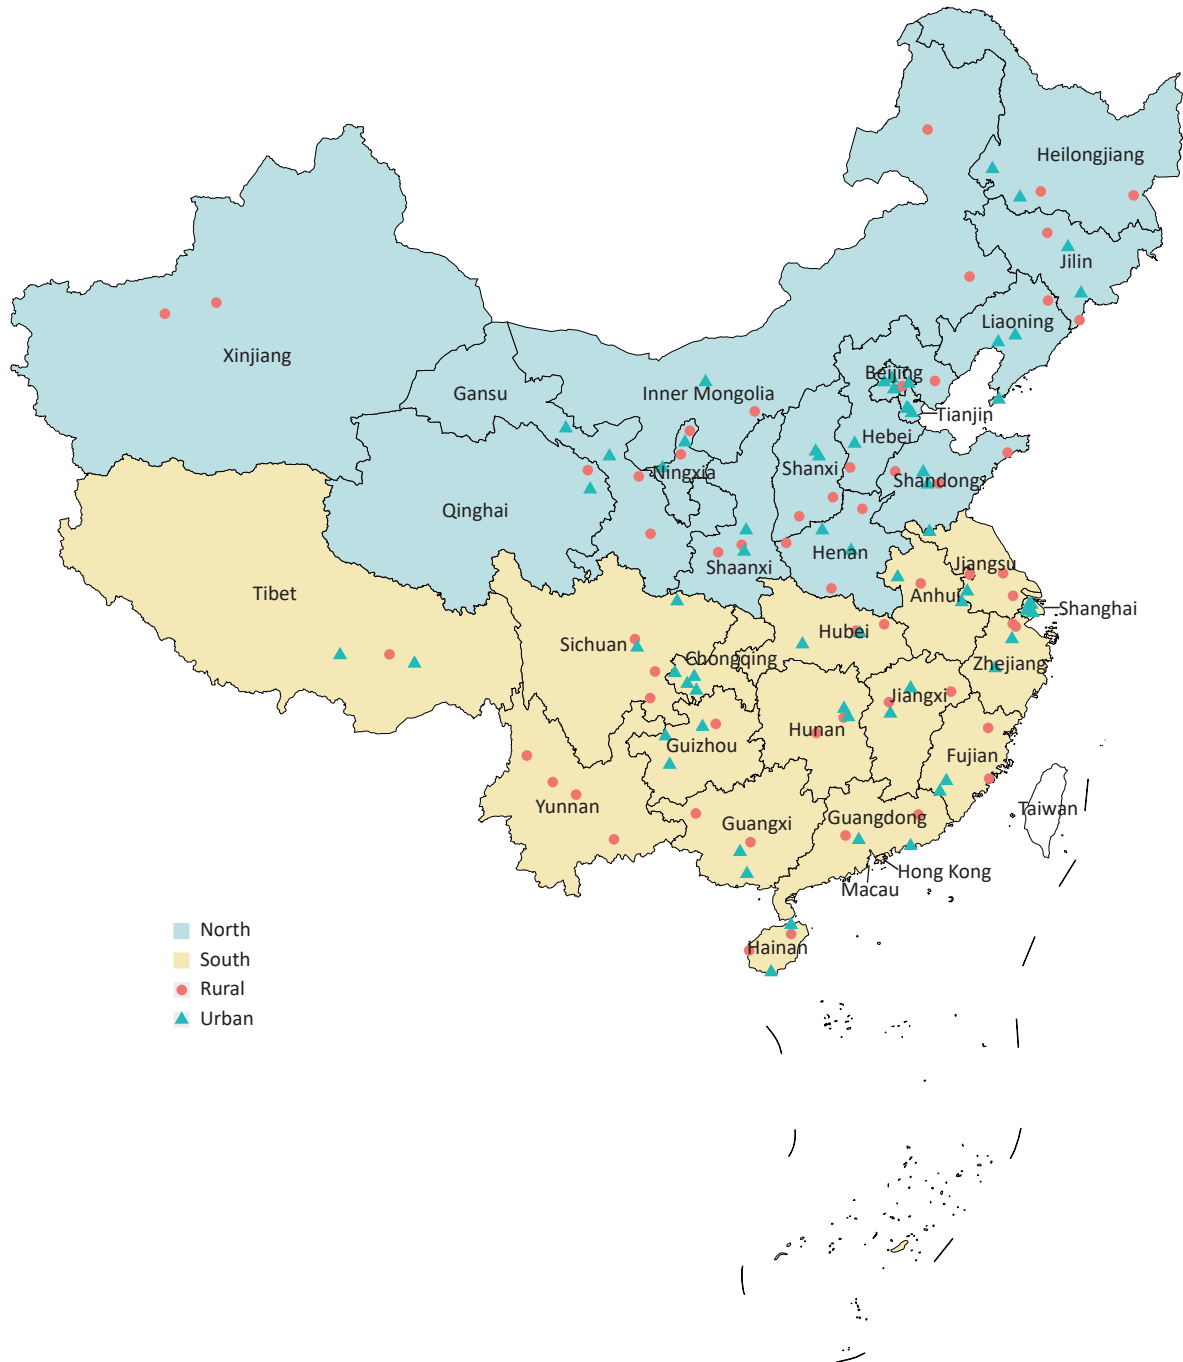 Heilongjiang
Jilin
Liaoning
Xinjiang
Gansu
Inner Mongolia
Beijing
Tianjin
Hebei
Ningxia
Shanxi
Shandong
Qinghai
Shaanxi
Henan
Jiangsu
Tibet
Anhui
Shanghai
Sichuan
Hubei
Chongqing
Zhejiang
Jiangxi
Hunan
Guizhou
Fujian
Yunnan
Guangxi
Guangdong
Taiwan
Hong Kong
Macau
Hainan
North
South
Rural
Urban